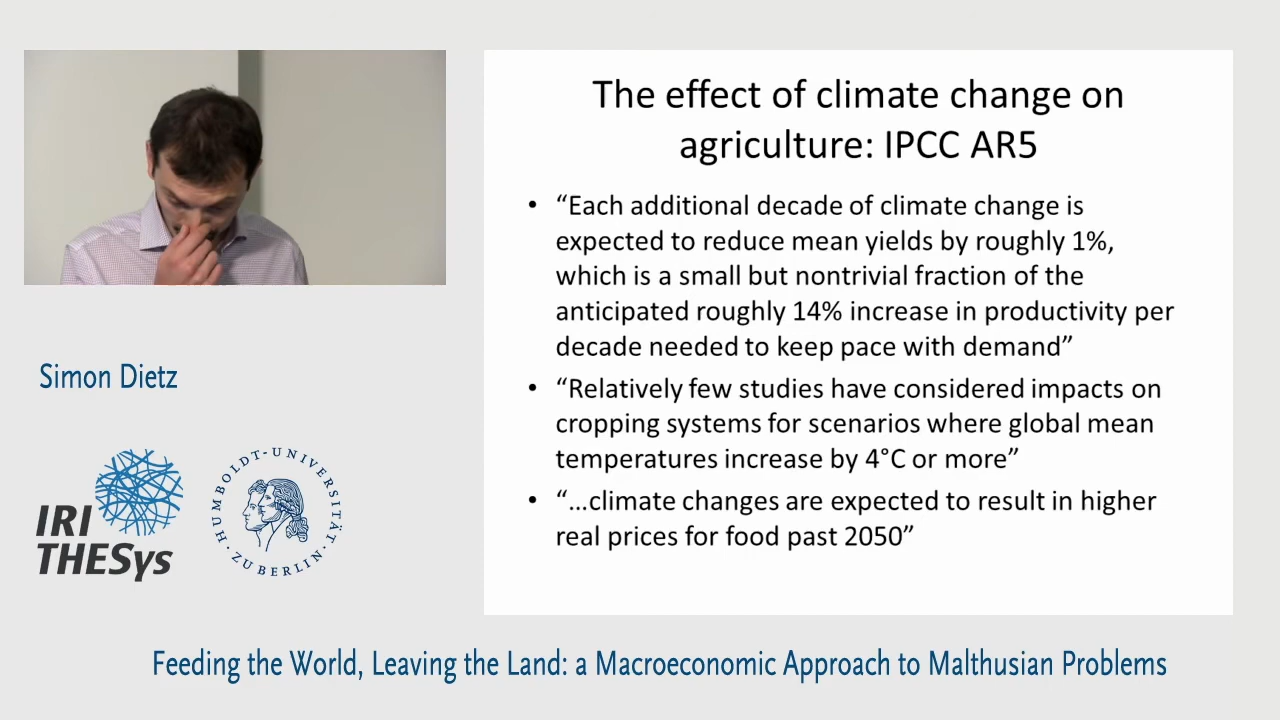 The effect of climate change on
agriculture: IPCC AR5
• “Each additional decade of climate change is
expected to reduce mean yields by roughly 1%,
which is a small but nontrivial fraction of the
anticipated roughly 14% increase in productivity per
decade needed to keep pace with demand”
• “Relatively few studies have considered impacts on
cropping systems for scenarios where global mean
temperatures increase by 4°C or more”
• “…climate changes are expected to result in higher
real prices for food past 2050”
Simon Dietz
IRI
THESys
HUMBOLDT-UNIVERSITÄT
ZU BERLIN
Feeding the World, Leaving the Land: a Macroeconomic Approach to Malthusian Problems